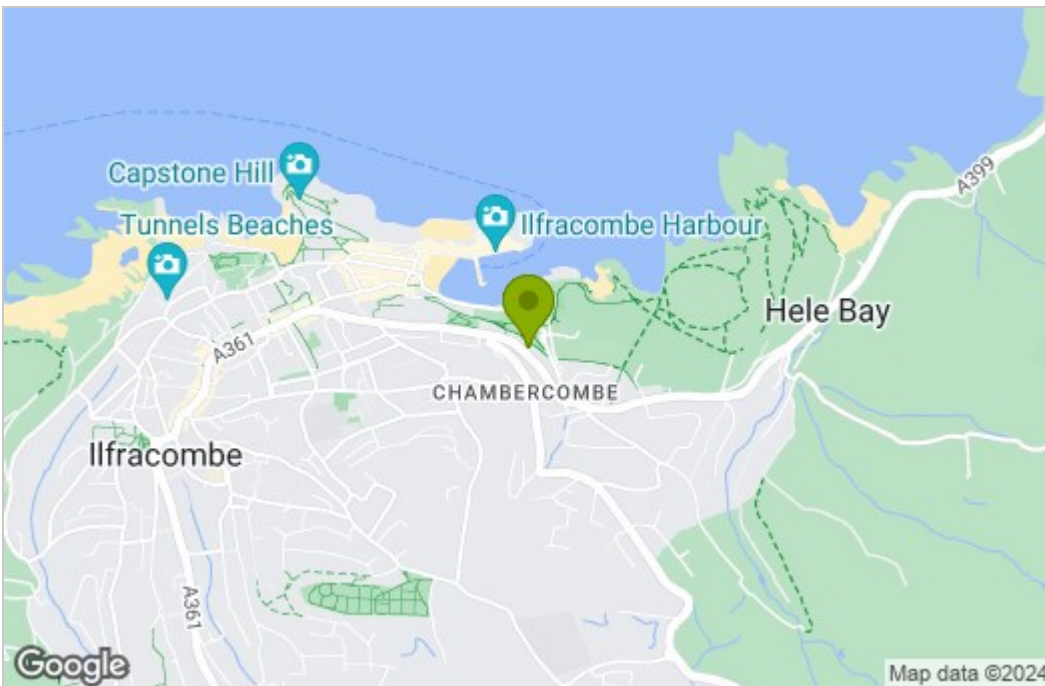 A399
Capstone Hill
Tunnels Beaches
Ilfracombe Harbour
Hele Bay
A361
CHAMBERCOMBE
Ilfracombe
A361
Google
Map data ©2024